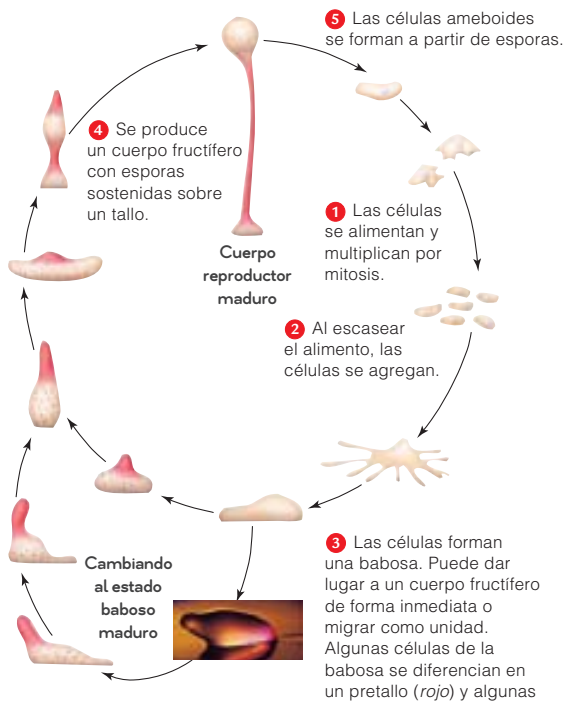 5 Las células ameboides
se forman a partir de esporas.
4 Se produce
un cuerpo fructífero
con esporas
sostenidas sobre
un tallo.
Cuerpo
reproductor
maduro
1 Las células
se alimentan y
multiplican por
mitosis.
2 Al escasear
el alimento, las
células se agregan.
Cambiando
al estado
baboso
maduro
3 Las células forman
una babosa. Puede dar
lugar a un cuerpo fructífero
de forma inmediata o
migrar como unidad.
Algunas células de la
babosa se diferencian en
un pretallo (rojo) y algunas